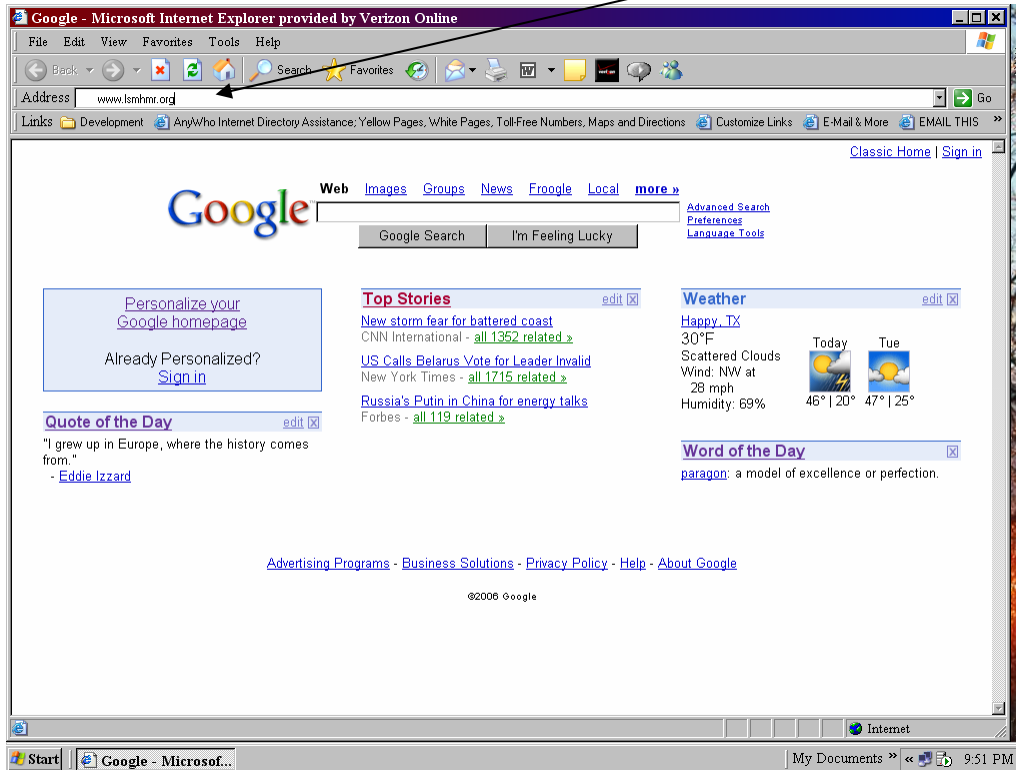 Google - Microsoft Internet Explorer provided by Verizon Online
File Edit View Favorites Tools Help
Back Search Favorites
Address www.lsmhmr.org Go
Links Development AnyWho Internet Directory Assistance; Yellow Pages, White Pages, Toll-Free Numbers, Maps and Directions Customize Links E-Mail & More EMAIL THIS »
Classic Home | Sign in
Google
Web Images Groups News Froogle Local more »
Advanced Search
Preferences
Language Tools
Google Search I'm Feeling Lucky
Personalize your
Google homepage
Already Personalized?
Sign in
Quote of the Day edit X
"I grew up in Europe, where the history comes
from."
- Eddie Izzard
Top Stories edit X
New storm fear for battered coast
CNN International - all 1352 related »
US Calls Belarus Vote for Leader Invalid
New York Times - all 1715 related »
Russia's Putin in China for energy talks
Forbes - all 119 related »
Weather edit X
Happy, TX
30°F
Scattered Clouds
Wind: NW at
28 mph
Humidity: 69%
Today Tue
46° | 20° 47° | 25°
Word of the Day X
paragon: a model of excellence or perfection.
Advertising Programs - Business Solutions - Privacy Policy - Help - About Google
©2006 Google
Internet
Start Google - Microsof... My Documents » « 9:51 PM